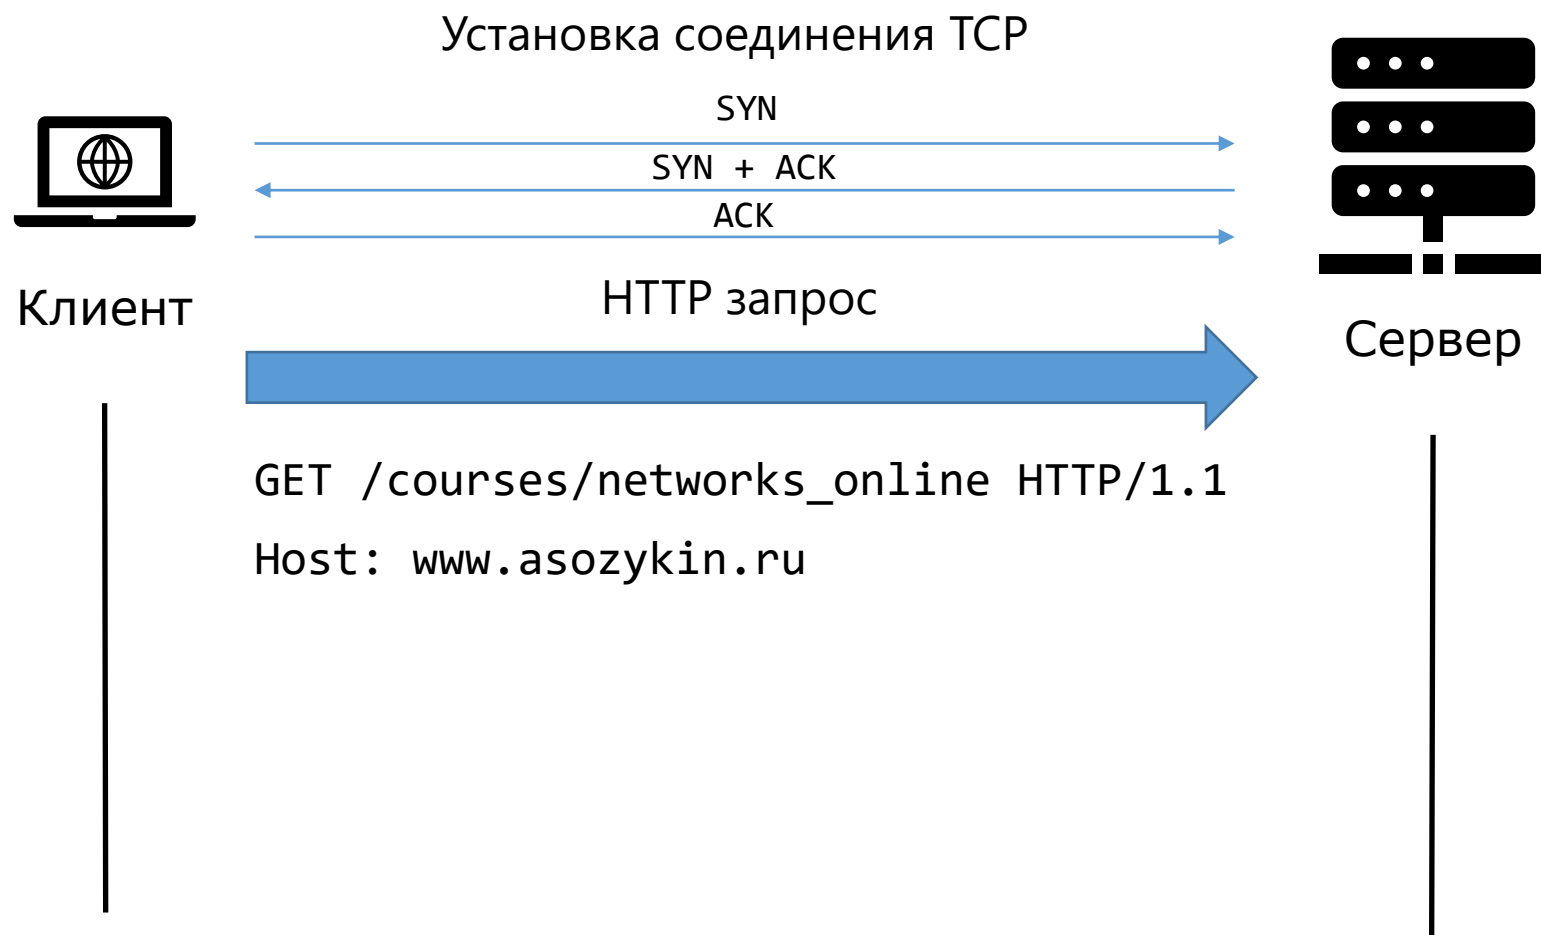 Установка соединения TCP
SYN
SYN + ACK
ACK
Клиент
HTTP запрос
Сервер
GET /courses/networks_online HTTP/1.1
Host: www.asozykin.ru